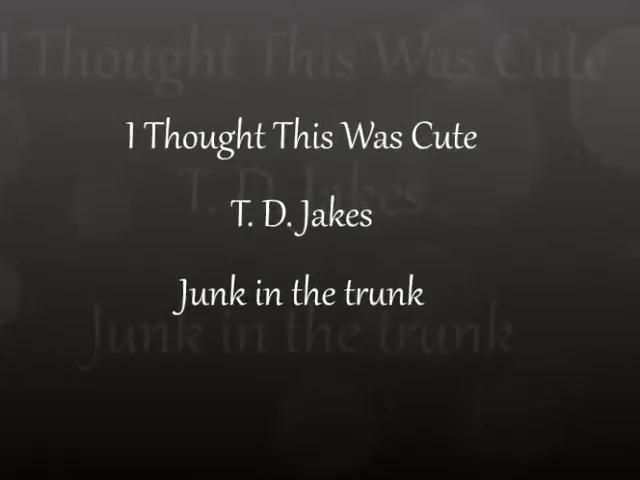 I Thought This Was Cute
T. D. Jakes
Junk in the trunk